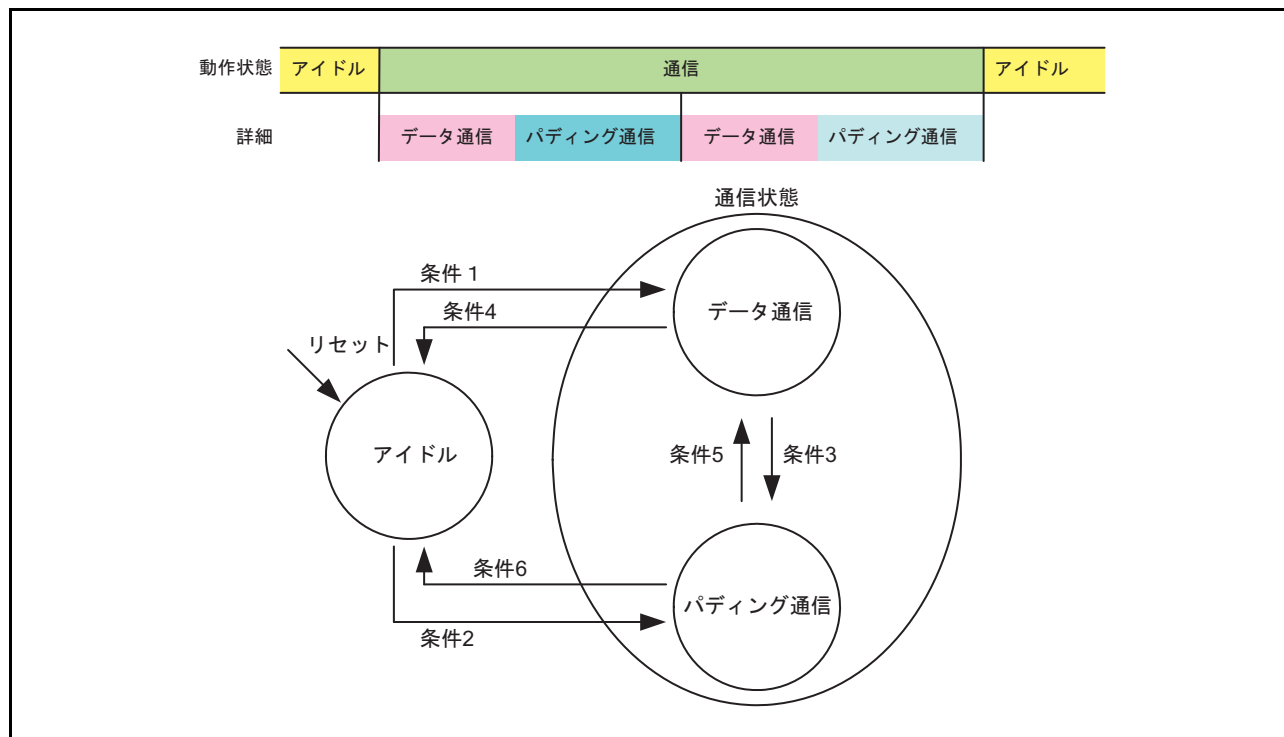 動作状態 アイドル 通信 アイドル
詳細 データ通信 パディング通信 データ通信 パディング通信
通信状態
条件1
データ通信
条件4
リセット
アイドル
条件5 条件3
条件6
パディング通信
条件2